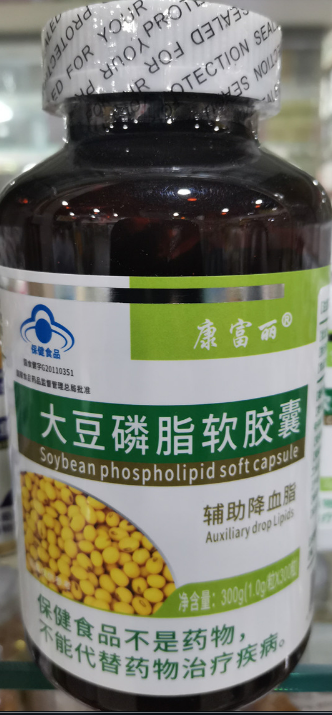 SEALED FOR YOUR PROTECTION
保健食品
国食健字G20110351
国家食品药品监督管理总局批准
康富丽®
大豆磷脂软胶囊
Soybean phospholipid soft capsule
辅助降血脂
Auxiliary drop Lipids
净含量：300g(1.0g/粒X300粒)
保健食品不是药物，
不能代替药物治疗疾病。